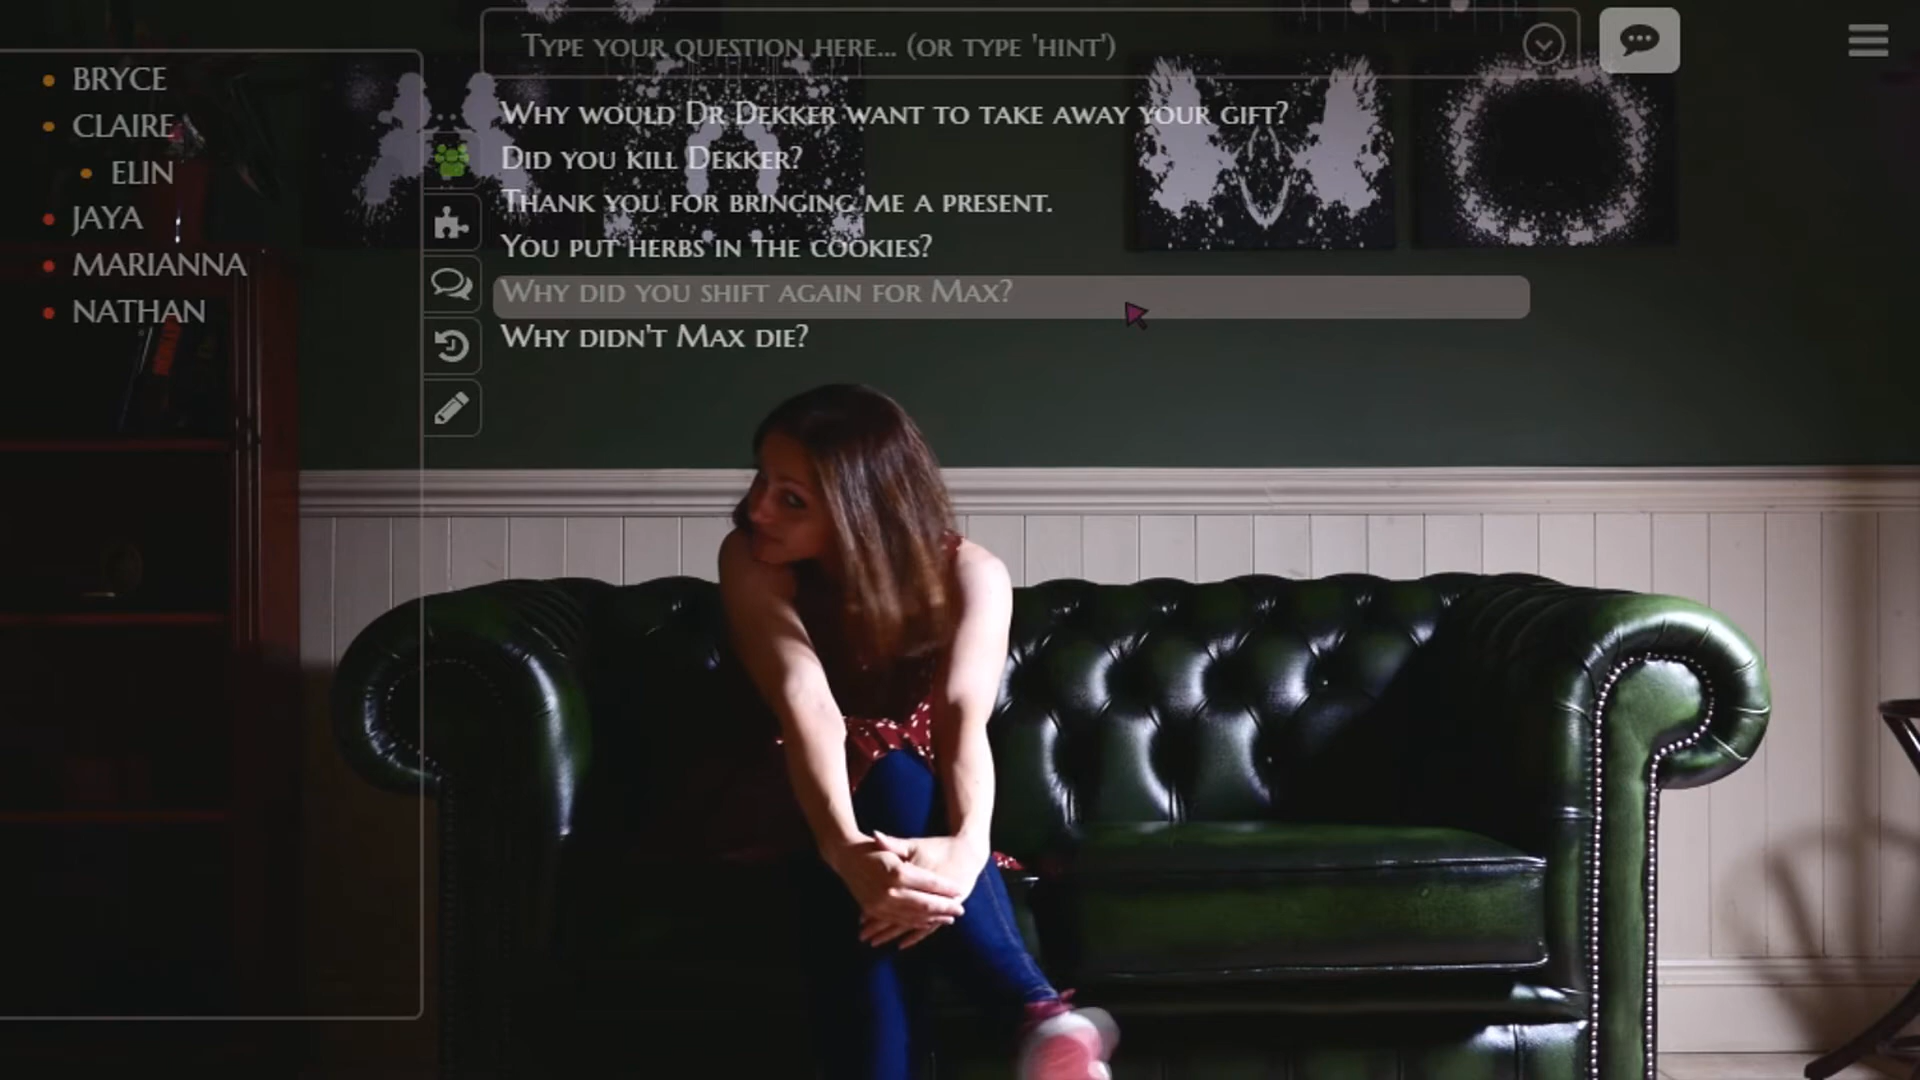 Type your question here... (or type 'hint')
BRYCE
CLAIRE
ELIN
JAYA
MARIANNA
NATHAN
Why would Dr Dekker want to take away your gift?
Did you kill Dekker?
Thank you for bringing me a present.
You put herbs in the cookies?
Why did you shift again for Max?
Why didn't Max die?